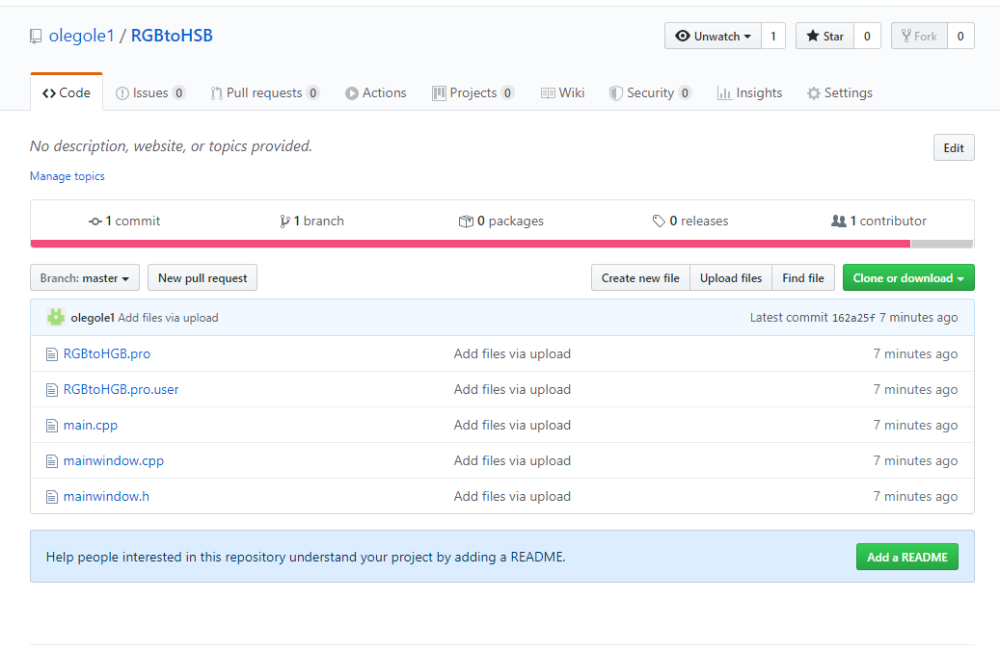 olegole1 / RGBtoHSB
Unwatch 1 Star 0 Fork 0
Code Issues 0 Pull requests 0 Actions Projects 0 Wiki Security 0 Insights Settings
No description, website, or topics provided.
Edit
Manage topics
1 commit 1 branch 0 packages 0 releases 1 contributor
Branch: master New pull request Create new file Upload files Find file Clone or download
olegole1 Add files via upload Latest commit 162a25f 7 minutes ago
RGBtoHGB.pro Add files via upload 7 minutes ago
RGBtoHGB.pro.user Add files via upload 7 minutes ago
main.cpp Add files via upload 7 minutes ago
mainwindow.cpp Add files via upload 7 minutes ago
mainwindow.h Add files via upload 7 minutes ago
Help people interested in this repository understand your project by adding a README. Add a README